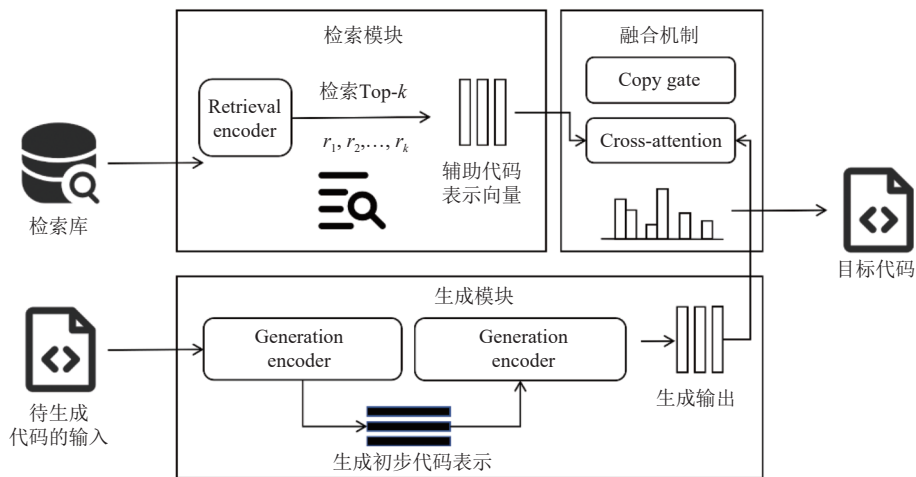 检索模块
融合机制
Retrieval
encoder
检索Top-k
r1, r2,…, rk
辅助代码
表示向量
Copy gate
Cross-attention
检索库
目标代码
生成模块
Generation
encoder
Generation
encoder
生成输出
待生成
代码的输入
生成初步代码表示